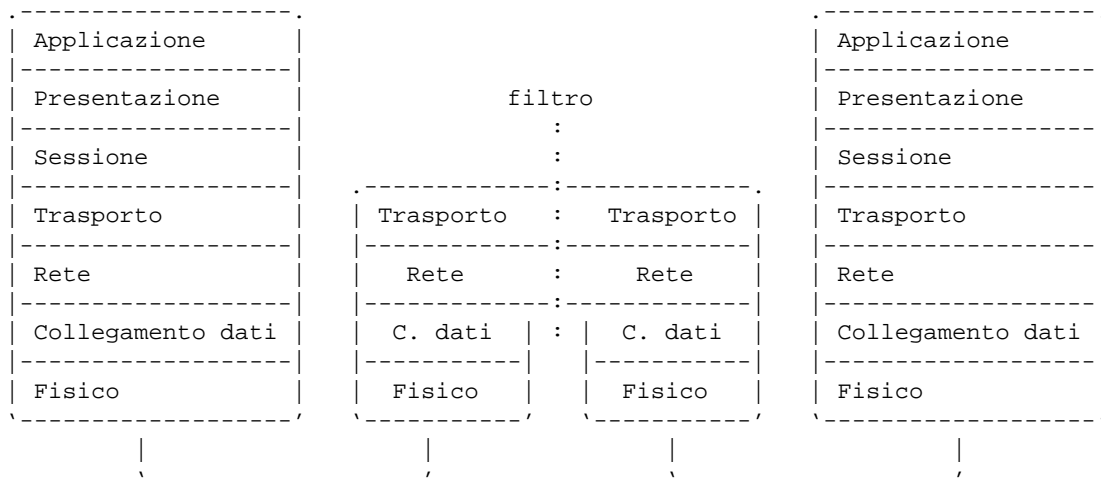 Applicazione Applicazione
Presentazione filtro Presentazione
Sessione Sessione
Trasporto Trasporto : Trasporto Trasporto
Rete Rete : Rete Rete
Collegamento dati C. dati : C. dati Collegamento dati
Fisico Fisico Fisico Fisico